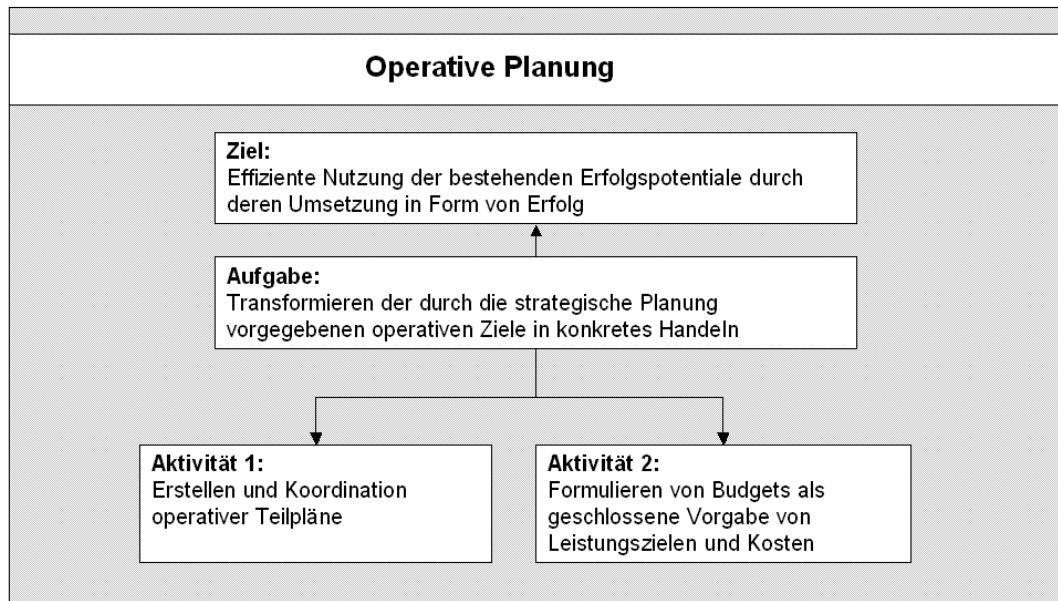 Operative Planung
Ziel:
Effiziente Nutzung der bestehenden Erfolgspotentiale durch
deren Umsetzung in Form von Erfolg
Aufgabe:
Transformieren der durch die strategische Planung
vorgegebenen operativen Ziele in konkretes Handeln
Aktivität 1:
Erstellen und Koordination
operativer Teilpläne
Aktivität 2:
Formulieren von Budgets als
geschlossene Vorgabe von
Leistungszielen und Kosten